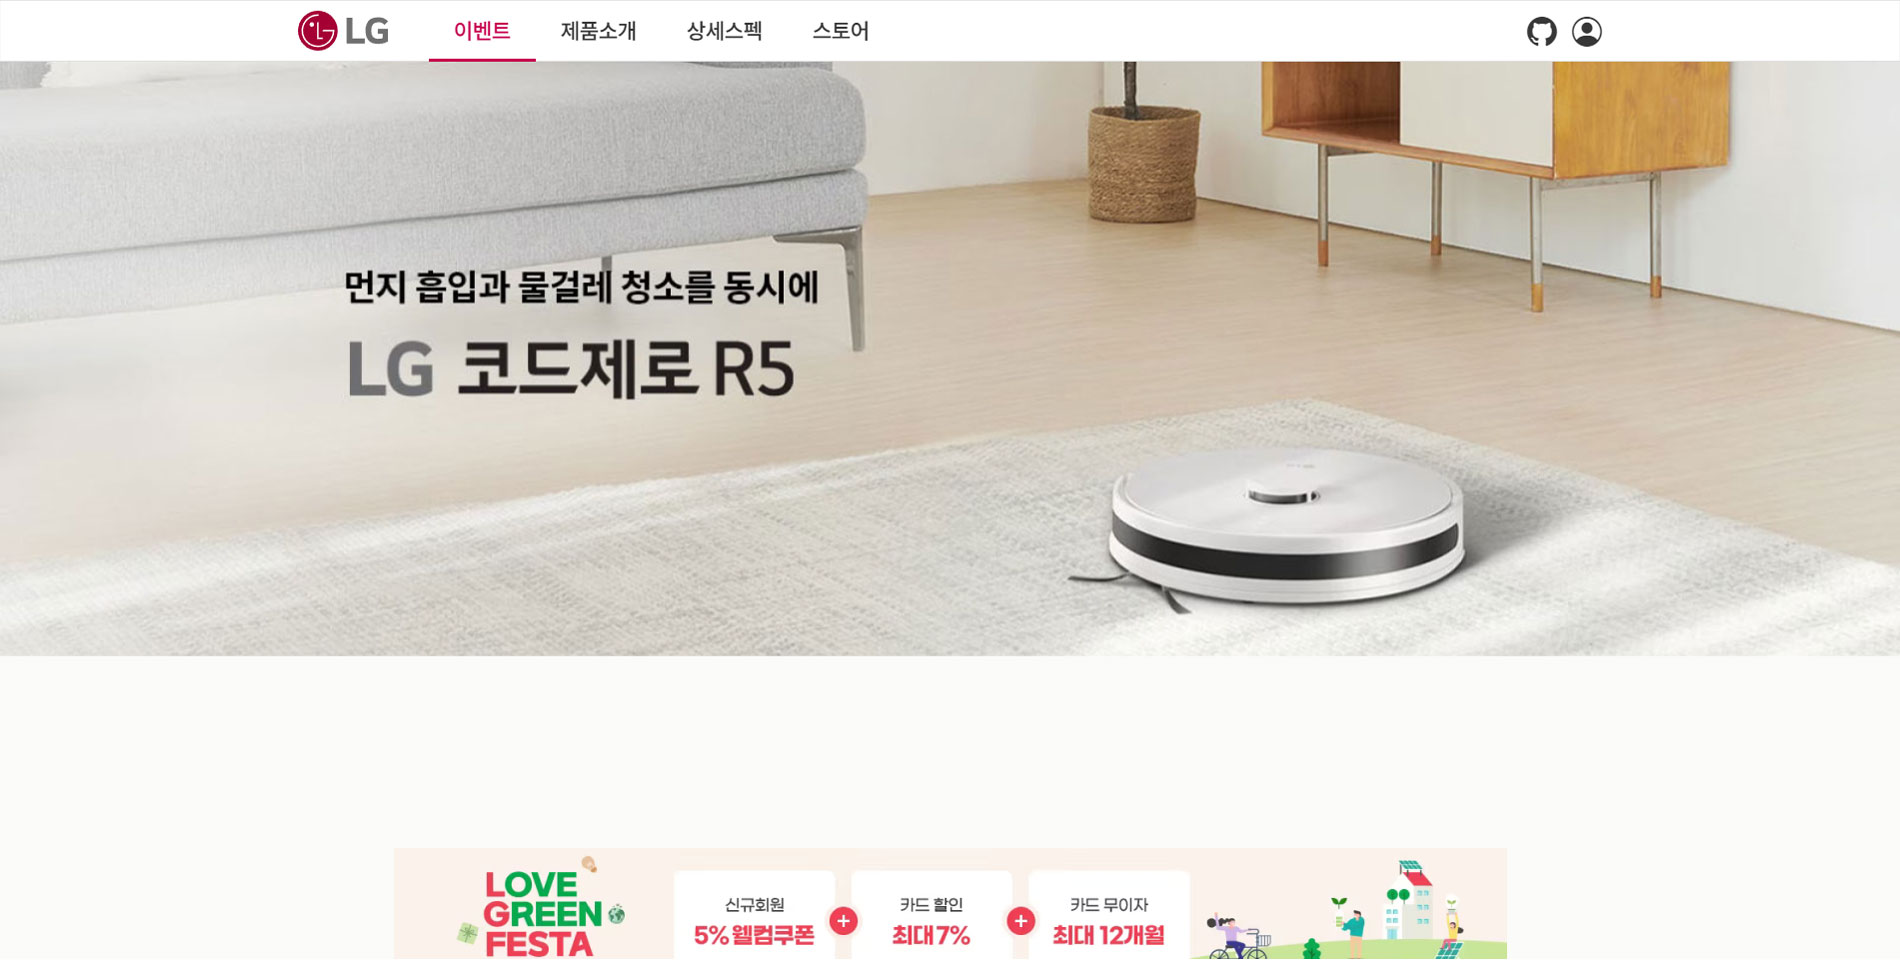 LG 이벤트 제품소개 상세스펙 스토어
먼지 흡입과 물걸레 청소를 동시에
LG 코드제로 R5
LOVE
GREEN
FESTA
신규회원
5% 웰컴쿠폰
+
카드 할인
최대 7%
+
카드 무이자
최대 12개월